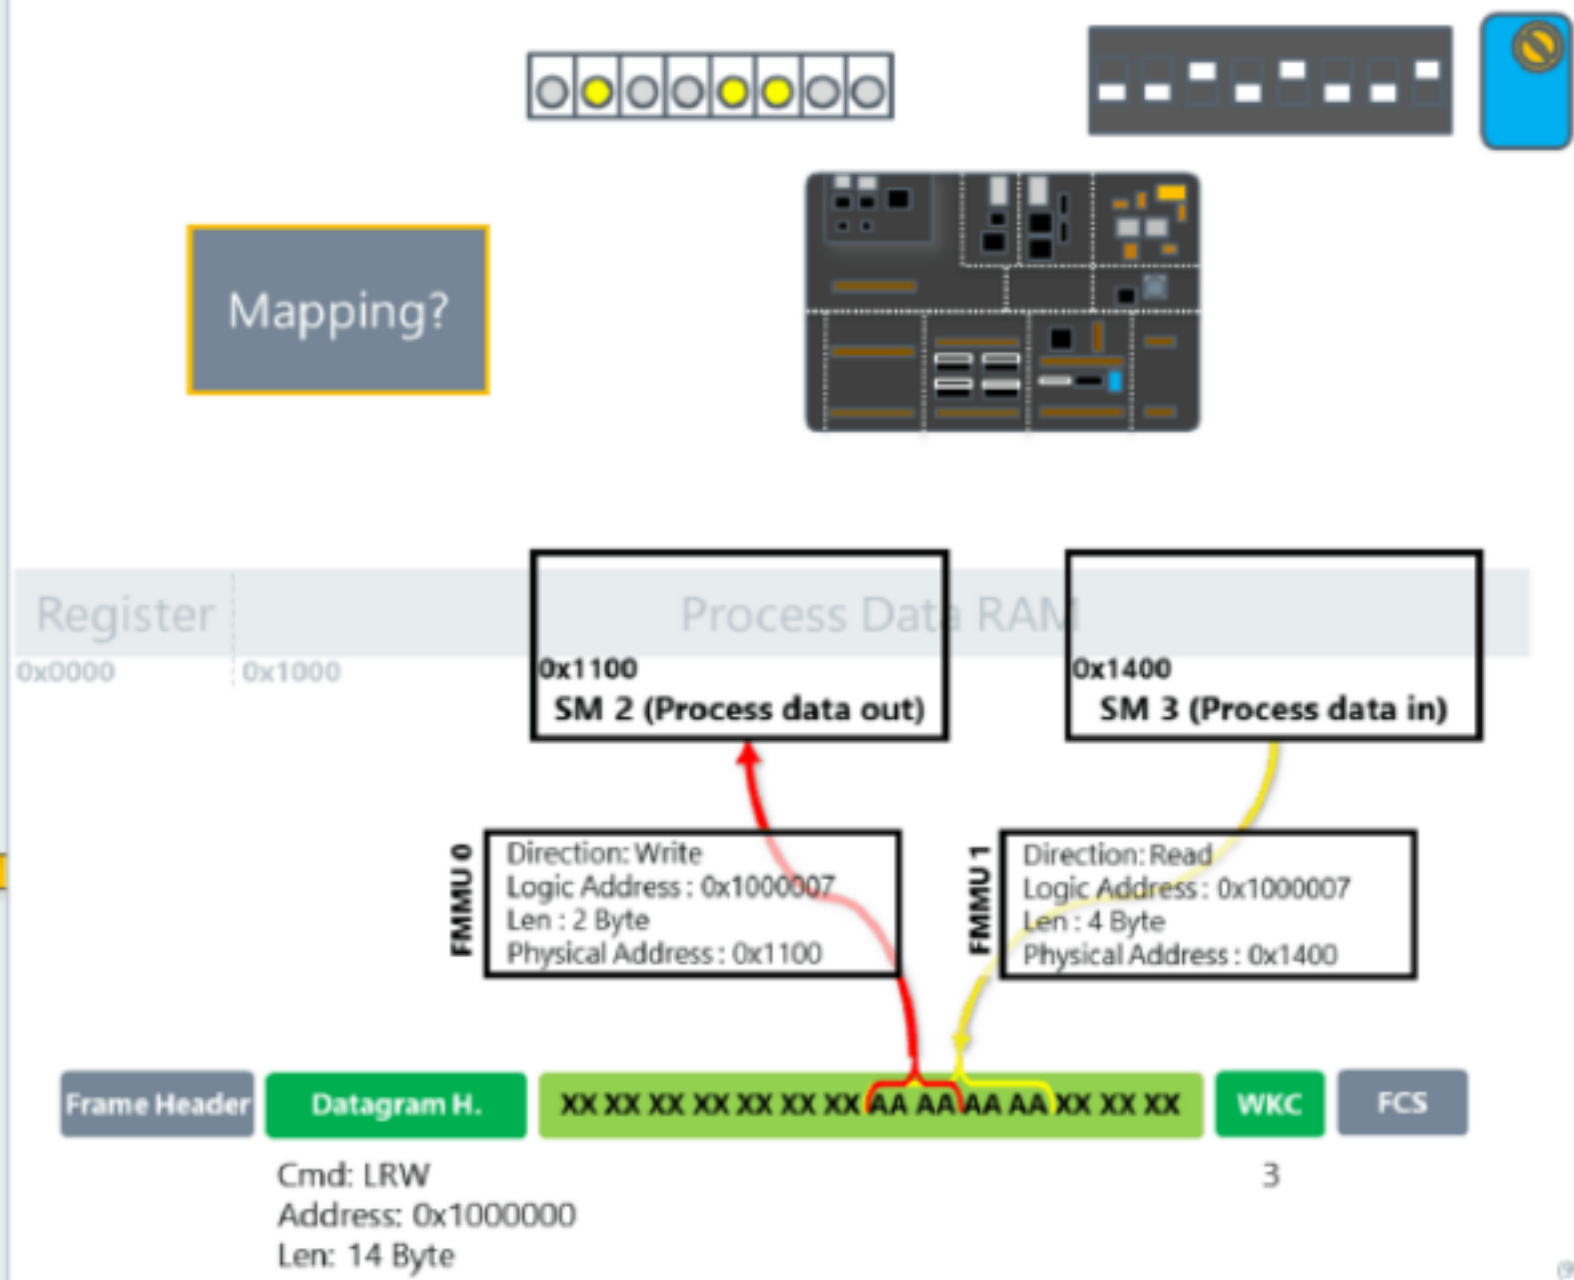 Mapping?
Register
Process Data RAM
0x0000
0x1000
0x1100
SM 2 (Process data out)
0x1400
SM 3 (Process data in)
FMMU 0
Direction: Write
Logic Address : 0x1000007
Len : 2 Byte
Physical Address : 0x1100
FMMU 1
Direction: Read
Logic Address : 0x1000007
Len : 4 Byte
Physical Address : 0x1400
Frame Header
Datagram H.
XX XX XX XX XX XX XX AA AA AA AA XX XX XX
WKC
FCS
Cmd: LRW
Address: 0x1000000
Len: 14 Byte
3